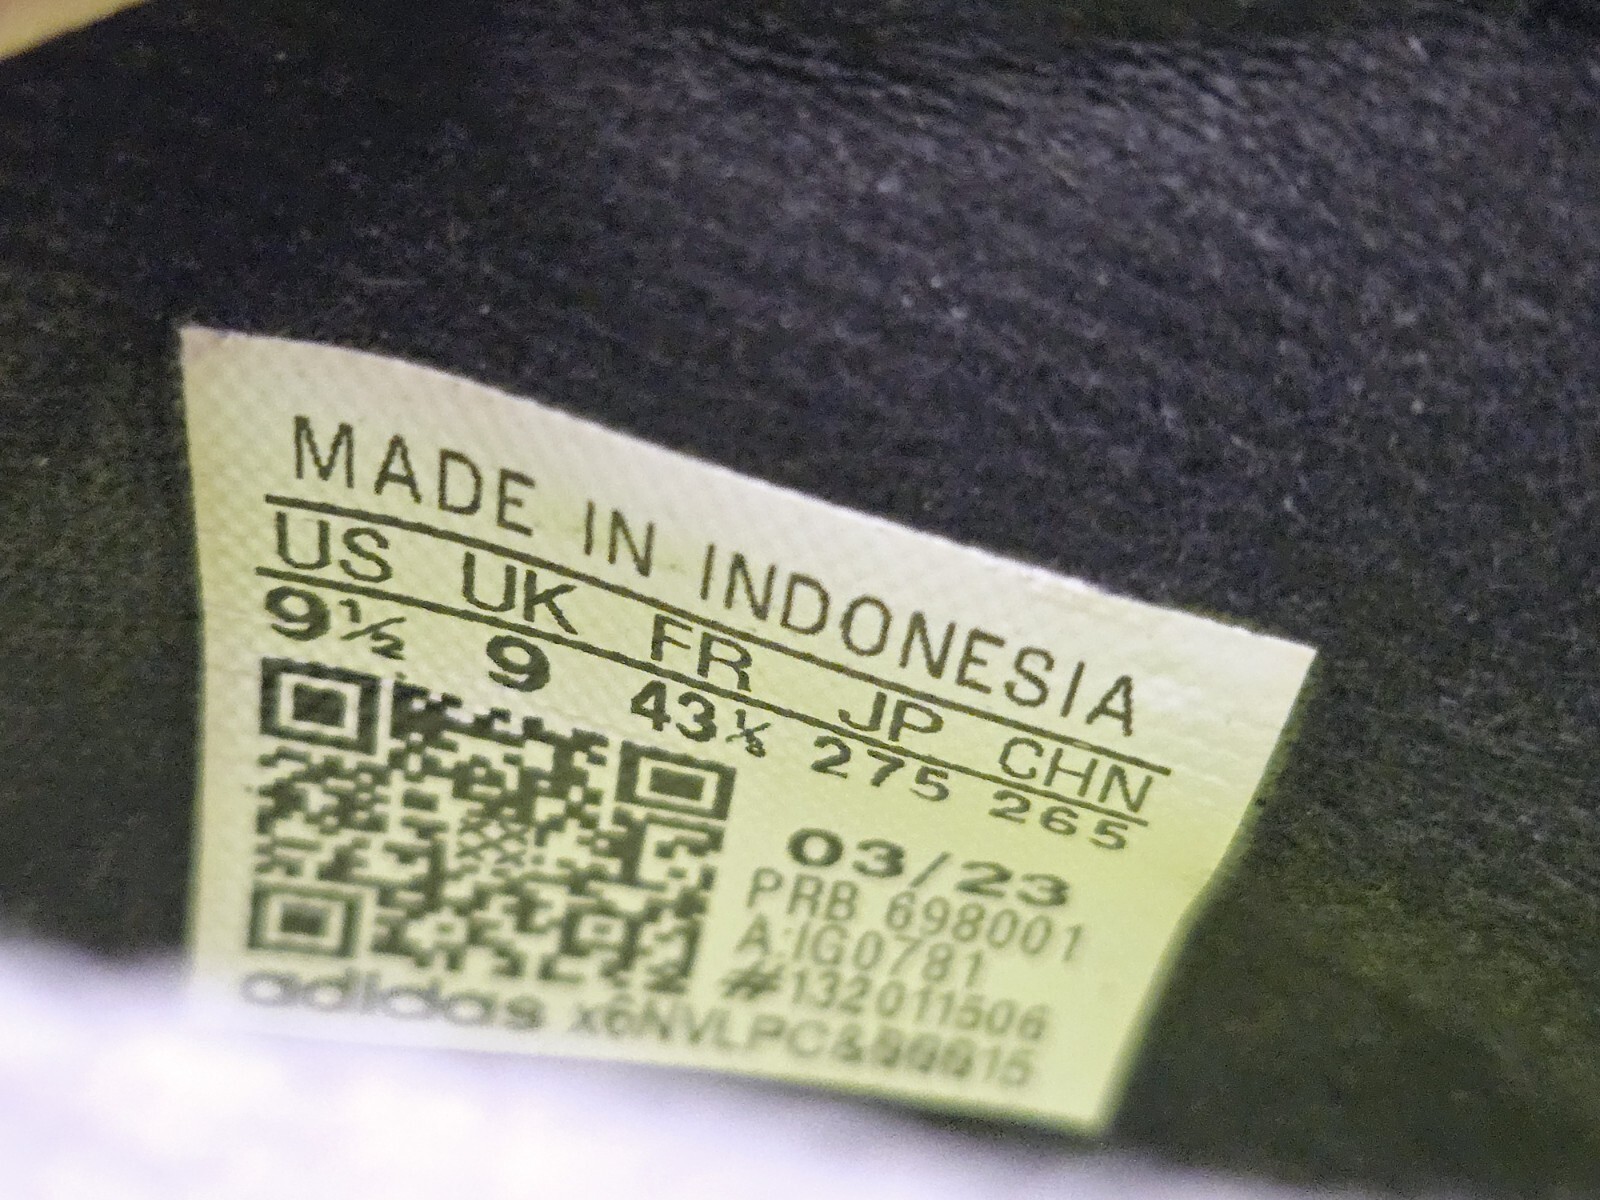 MADE IN INDONESIA
US UK FR JP CHN
9½ 9 43⅓ 275 265
03/23
PRB 698001
A:IG0781
#132011506
adidas